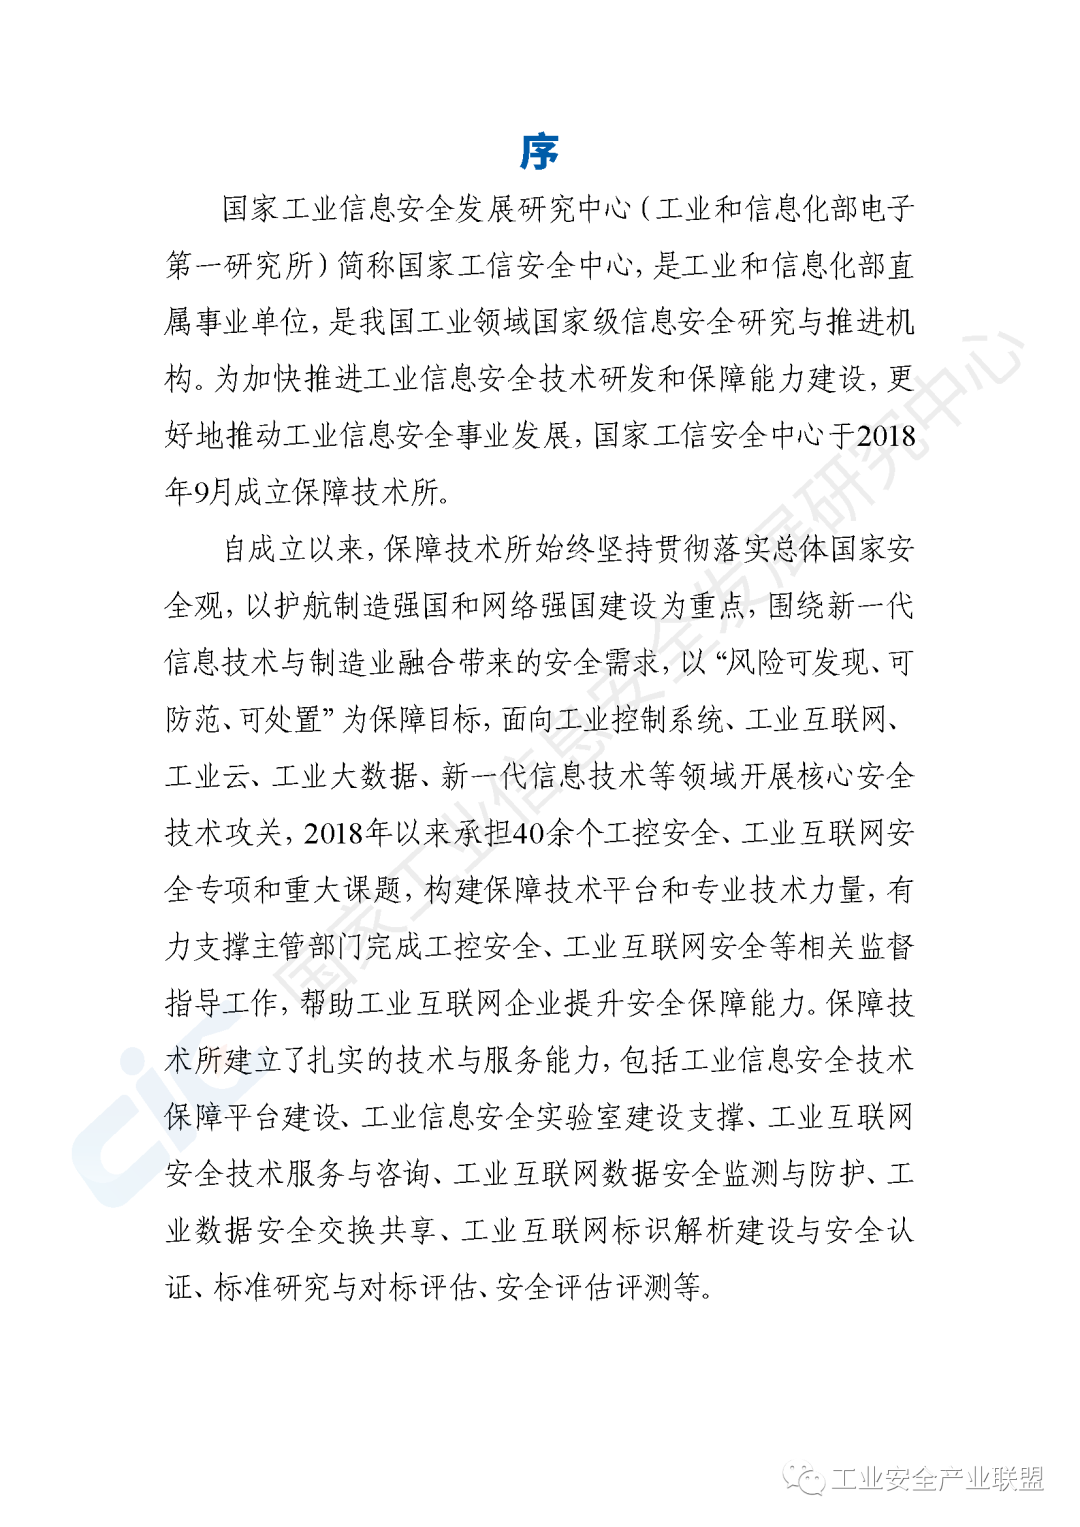 序
国家工业信息安全发展研究中心（工业和信息化部电子
第一研究所）简称国家工信安全中心，是工业和信息化部直
属事业单位，是我国工业领域国家级信息安全研究与推进机
构。为加快推进工业信息安全技术研发和保障能力建设，更
好地推动工业信息安全事业发展，国家工信安全中心于2018
年9月成立保障技术所。
自成立以来，保障技术所始终坚持贯彻落实总体国家安
全观，以护航制造强国和网络强国建设为重点，围绕新一代
信息技术与制造业融合带来的安全需求，以“风险可发现、可
防范、可处置”为保障目标，面向工业控制系统、工业互联网、
工业云、工业大数据、新一代信息技术等领域开展核心安全
技术攻关，2018年以来承担40余个工控安全、工业互联网安
全专项和重大课题，构建保障技术平台和专业技术力量，有
力支撑主管部门完成工控安全、工业互联网安全等相关监督
指导工作，帮助工业互联网企业提升安全保障能力。保障技
术所建立了扎实的技术与服务能力，包括工业信息安全技术
保障平台建设、工业信息安全实验室建设支撑、工业互联网
安全技术服务与咨询、工业互联网数据安全监测与防护、工
业数据安全交换共享、工业互联网标识解析建设与安全认
证、标准研究与对标评估、安全评估评测等。
cic 国家工业信息安全发展研究中心
工业安全产业联盟